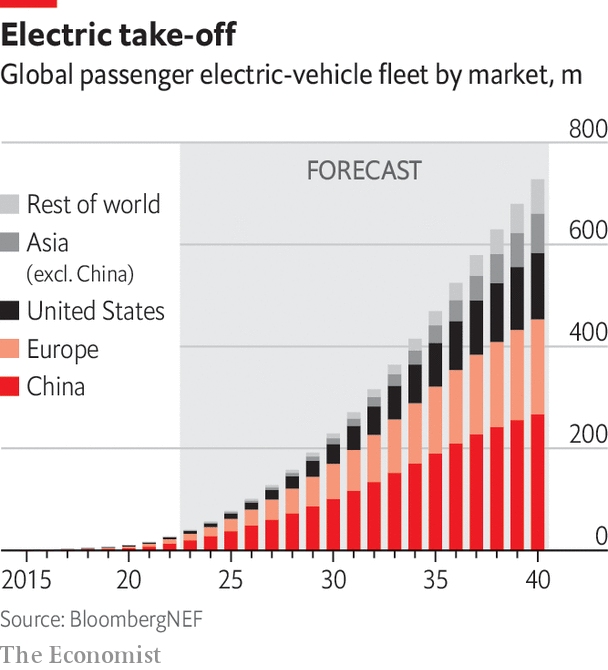 Electric take-off
Global passenger electric-vehicle fleet by market, m
800
FORECAST
Rest of world
Asia
(excl. China)
United States
Europe
China
600
400
200
0
2015 20 25 30 35 40
Source: BloombergNEF
The Economist